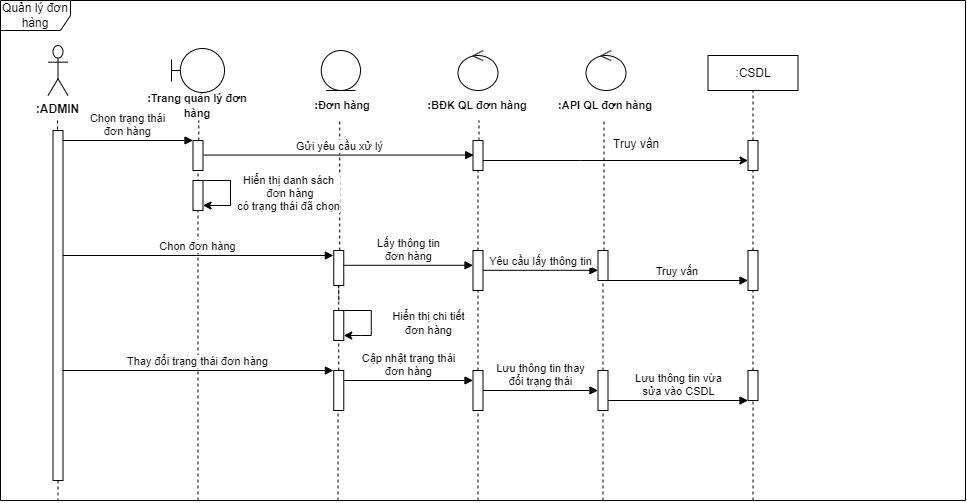 Quản lý đơn
hàng
:ADMIN
:Trang quản lý đơn
hàng
:Đơn hàng
:BĐK QL đơn hàng
:API QL đơn hàng
:CSDL
Chọn trạng thái
đơn hàng
Gửi yêu cầu xử lý
Truy vấn
Hiển thị danh sách
đơn hàng
có trạng thái đã chọn
Chọn đơn hàng
Lấy thông tin
đơn hàng
Yêu cầu lấy thông tin
Truy vấn
Hiển thị chi tiết
đơn hàng
Thay đổi trạng thái đơn hàng
Cập nhật trạng thái
đơn hàng
Lưu thông tin thay
đổi trạng thái
Lưu thông tin vừa
sửa vào CSDL